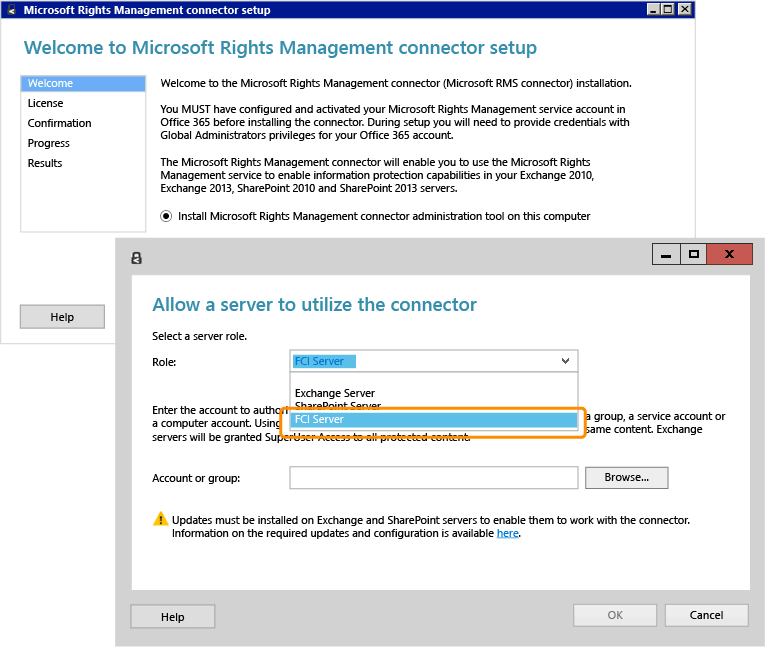 Microsoft Rights Management connector setup
Welcome to Microsoft Rights Management connector setup
Welcome
License
Confirmation
Progress
Results
Welcome to the Microsoft Rights Management connector (Microsoft RMS connector) installation.
You MUST have configured and activated your Microsoft Rights Management service account in
Office 365 before installing the connector. During setup you will need to provide credentials with
Global Administrators privileges for your Office 365 account.
The Microsoft Rights Management connector will enable you to use the Microsoft Rights
Management service to enable information protection capabilities in your Exchange 2010,
Exchange 2013, SharePoint 2010 and SharePoint 2013 servers.
Install Microsoft Rights Management connector administration tool on this computer
Help
Allow a server to utilize the connector
Select a server role.
Role:
FCI Server
Exchange Server
SharePoint Server
FCI Server
Enter the account to authori a group, a service account or
a computer account. Using same content. Exchange
servers will be granted SuperUser Access to all protected content.
Account or group:
Browse...
Updates must be installed on Exchange and SharePoint servers to enable them to work with the connector.
Information on the required updates and configuration is available here.
Help
OK
Cancel